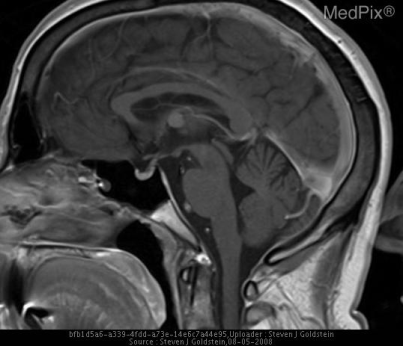 MedPix®
bfb1d5a6-a339-4fdd-a73e-14e6c7a44e95,Uploader : Steven J Goldstein
Source : Steven J Goldstein,08-05-2008